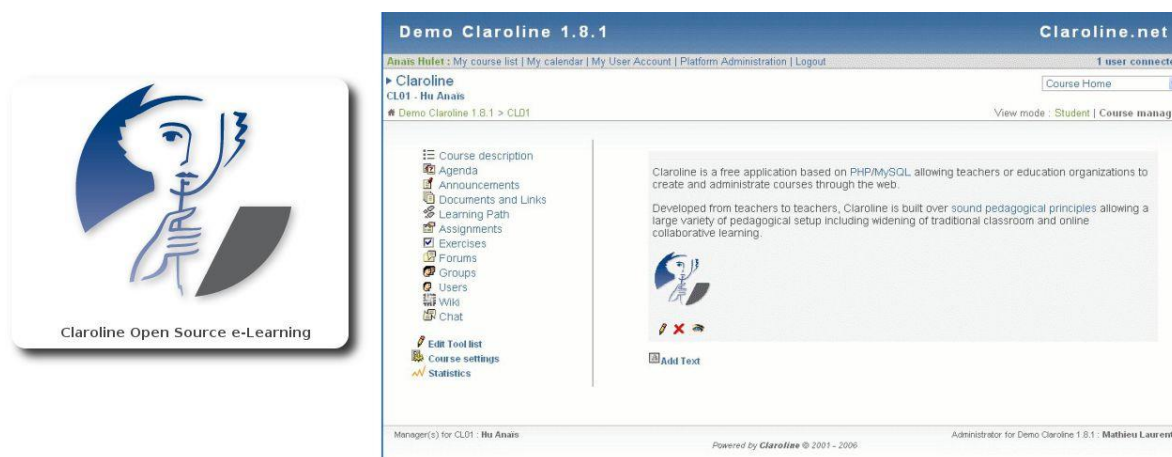 Claroline Open Source e-Learning
Demo Claroline 1.8.1
Claroline.net
Anaïs Hulet : My course list | My calendar | My User Account | Platform Administration | Logout
1 user connecte
Claroline
CL01 - Hu Anaïs
Course Home
Demo Claroline 1.8.1 > CL01
View mode : Student | Course manag
Course description
Agenda
Announcements
Documents and Links
Learning Path
Assignments
Exercises
Forums
Groups
Users
Wiki
Chat
Edit Tool list
Course settings
Statistics
Claroline is a free application based on PHP/MySQL allowing teachers or education organizations to
create and administrate courses through the web.
Developed from teachers to teachers, Claroline is built over sound pedagogical principles allowing a
large variety of pedagogical setup including widening of traditional classroom and online
collaborative learning.
Add Text
Manager(s) for CL01 : Hu Anaïs
Powered by Claroline © 2001 - 2006
Administrator for Demo Claroline 1.8.1 : Mathieu Laurent